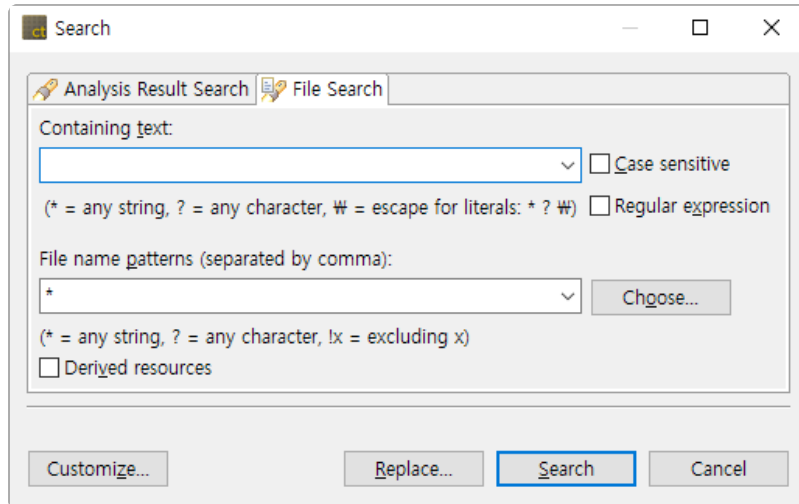 ct Search
Analysis Result Search File Search
Containing text:
Case sensitive
(* = any string, ? = any character, ₩ = escape for literals: * ? ₩) Regular expression
File name patterns (separated by comma):
* Choose...
(* = any string, ? = any character, !x = excluding x)
Derived resources
Customize... Replace... Search Cancel